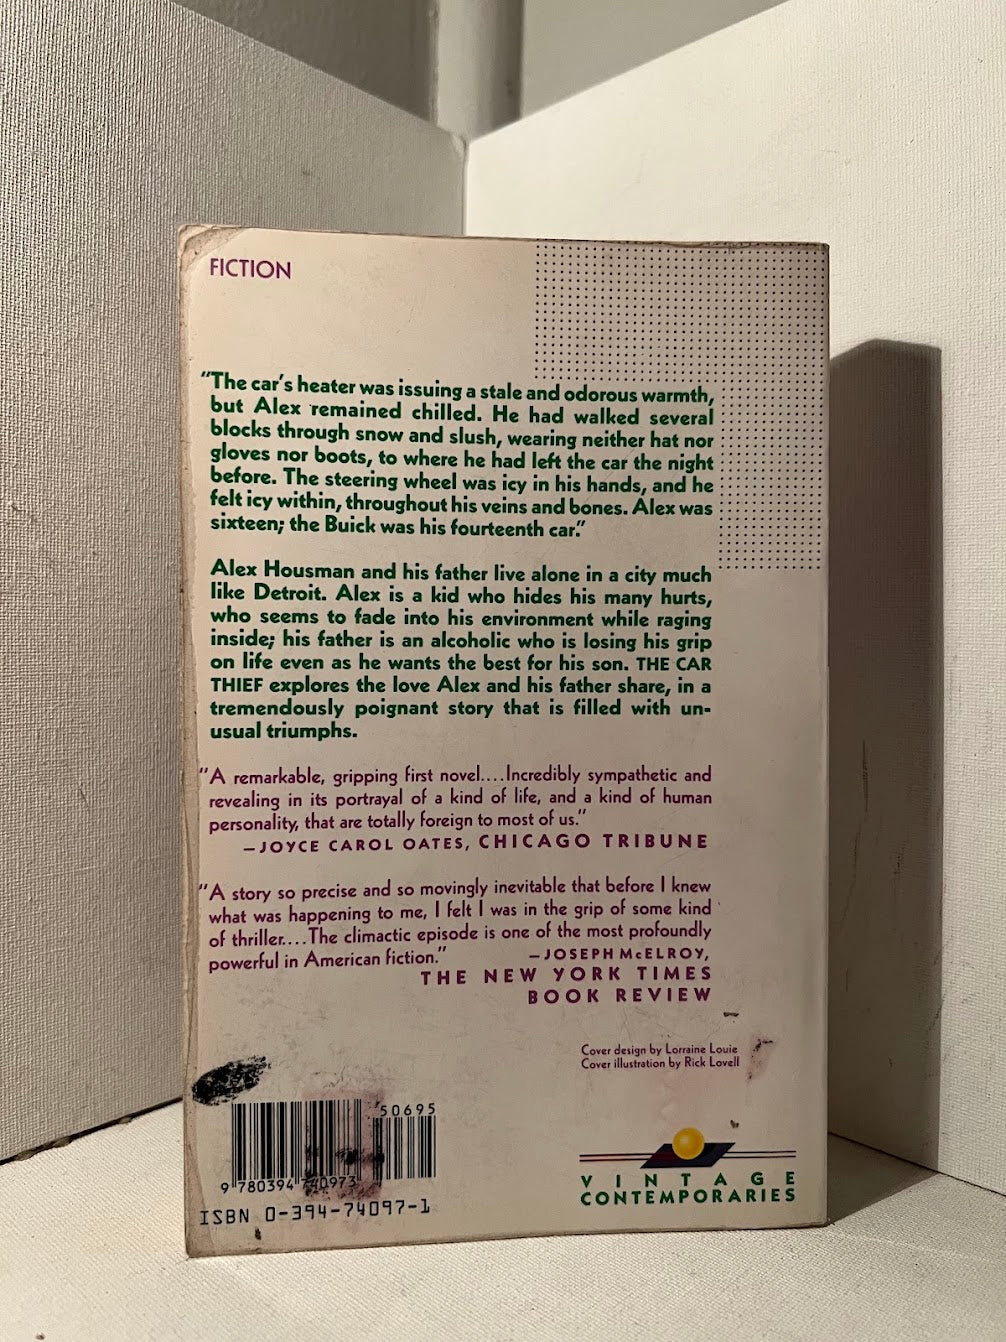 FICTION
“The car’s heater was issuing a stale and odorous warmth,
but Alex remained chilled. He had walked several
blocks through snow and slush, wearing neither hat nor
gloves nor boots, to where he had left the car the night
before. The steering wheel was icy in his hands, and he
felt icy within, throughout his veins and bones. Alex was
sixteen; the Buick was his fourteenth car.”
Alex Housman and his father live alone in a city much
like Detroit. Alex is a kid who hides his many hurts,
who seems to fade into his environment while raging
inside; his father is an alcoholic who is losing his grip
on life even as he wants the best for his son. THE CAR
THIEF explores the love Alex and his father share, in a
tremendously poignant story that is filled with un-
usual triumphs.
“A remarkable, gripping first novel....Incredibly sympathetic and
revealing in its portrayal of a kind of life, and a kind of human
personality, that are totally foreign to most of us.”
—JOYCE CAROL OATES, CHICAGO TRIBUNE
“A story so precise and so movingly inevitable that before I knew
what was happening to me, I felt I was in the grip of some kind
of thriller....The climactic episode is one of the most profoundly
powerful in American fiction.” —JOSEPH McELROY,
THE NEW YORK TIMES
BOOK REVIEW
Cover design by Lorraine Louie
Cover illustration by Rick Lovell
50695
9 780394 740973
ISBN 0-394-74097-1
VINTAGE
CONTEMPORARIES